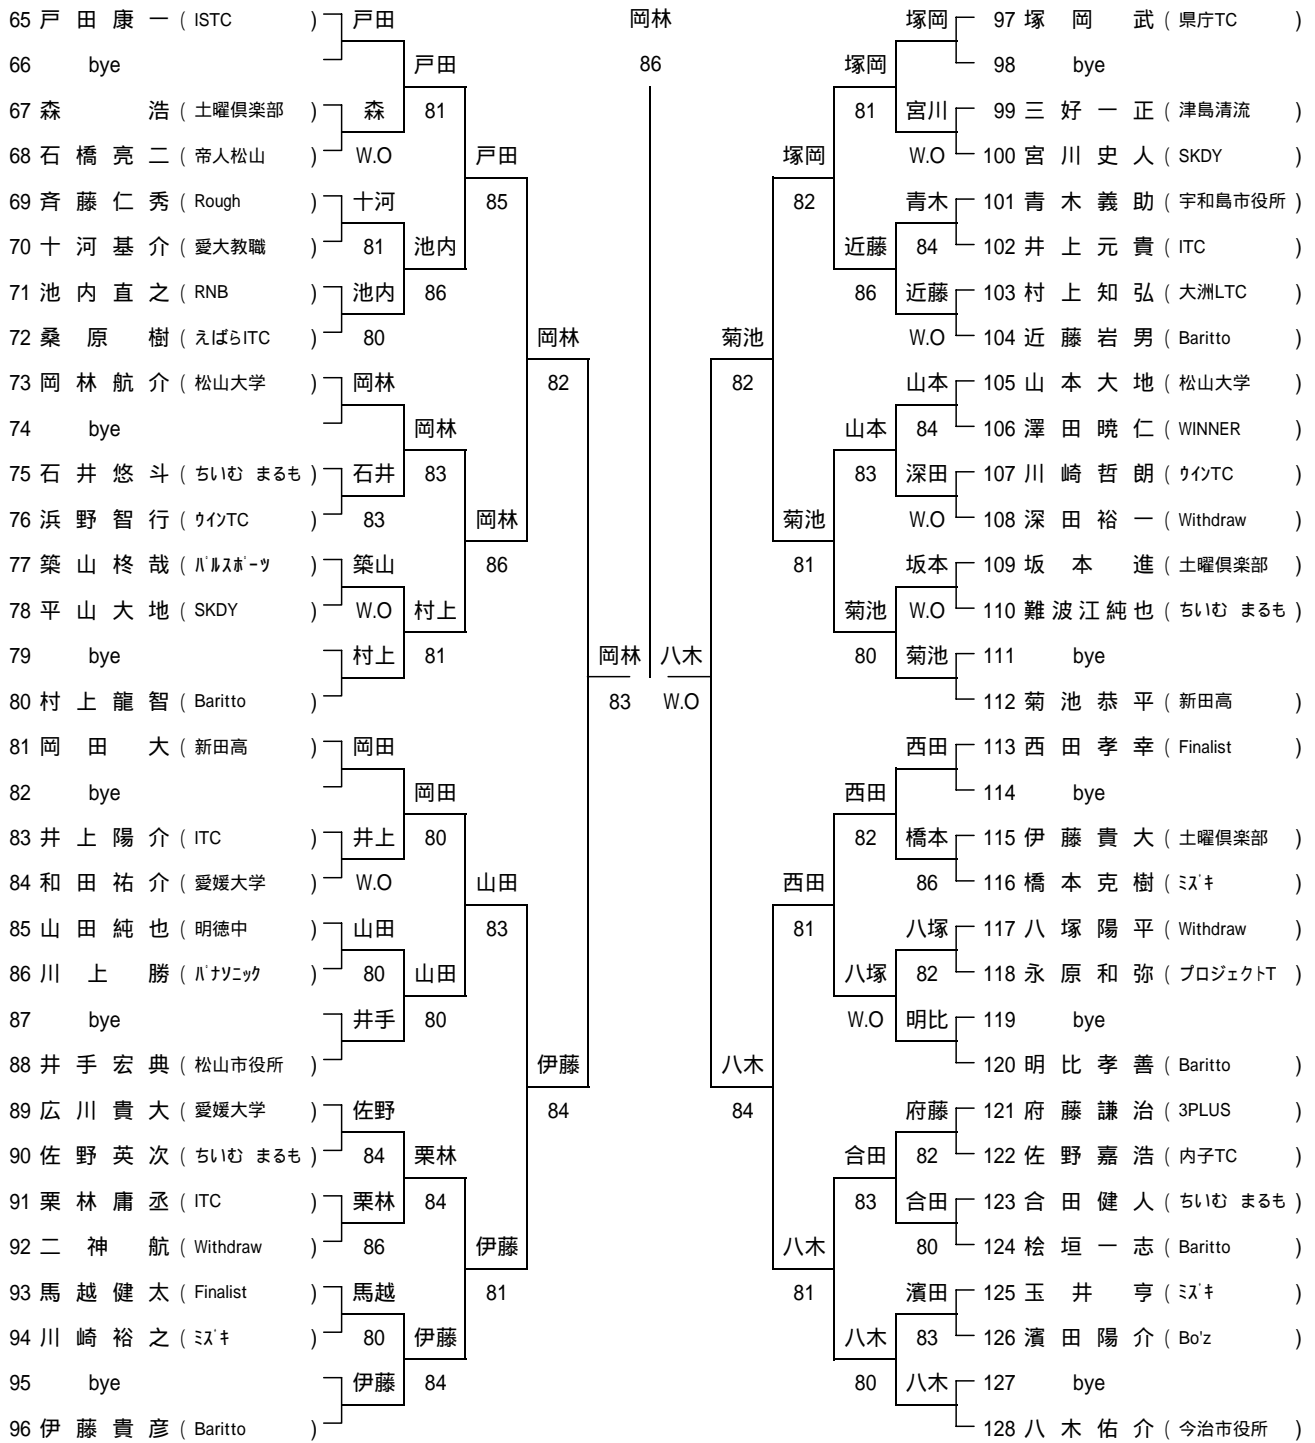 岡林
86
65 戸田康一 ( ISTC ) 戸田
66 bye
戸田
81
67 森 浩 ( 土曜倶楽部 ) 森
68 石橋亮二 ( 帝人松山 ) W.O
戸田
85
69 斉藤仁秀 ( Rough ) 十河
70 十河基介 ( 愛大教職 ) 81
池内
86
71 池内直之 ( RNB ) 池内
72 桑原樹 ( えばらITC ) 80
岡林
82
73 岡林航介 ( 松山大学 ) 岡林
74 bye
岡林
83
75 石井悠斗 ( ちいむ まるも ) 石井
76 浜野智行 ( ウインTC ) 83
岡林
86
77 築山柊哉 ( パルスポーツ ) 築山
78 平山大地 ( SKDY ) W.O
村上
81
79 bye 村上
80 村上龍智 ( Baritto )
岡林
83
81 岡田大 ( 新田高 ) 岡田
82 bye
岡田
80
83 井上陽介 ( ITC ) 井上
84 和田祐介 ( 愛媛大学 ) W.O
山田
83
85 山田純也 ( 明徳中 ) 山田
86 川上勝 ( パナソニック ) 80
山田
80
87 bye 井手
88 井手宏典 ( 松山市役所 )
伊藤
84
89 広川貴大 ( 愛媛大学 ) 佐野
90 佐野英次 ( ちいむ まるも ) 84
栗林
84
91 栗林庸丞 ( ITC ) 栗林
92 二神航 ( Withdraw ) 86
伊藤
81
93 馬越健太 ( Finalist ) 馬越
94 川崎裕之 ( ミズキ ) 80
伊藤
84
95 bye 伊藤
96 伊藤貴彦 ( Baritto )
塚岡 97 塚岡武 ( 県庁TC )
98 bye
塚岡
81
宮川 99 三好一正 ( 津島清流 )
W.O 100 宮川史人 ( SKDY )
塚岡
82
青木 101 青木義助 ( 宇和島市役所 )
84 102 井上元貴 ( ITC )
近藤
86
近藤 103 村上知弘 ( 大洲LTC )
W.O 104 近藤岩男 ( Baritto )
菊池
82
山本 105 山本大地 ( 松山大学 )
84 106 澤田暁仁 ( WINNER )
山本
83
深田 107 川崎哲朗 ( ウインTC )
W.O 108 深田裕一 ( Withdraw )
菊池
81
坂本 109 坂本進 ( 土曜倶楽部 )
W.O 110 難波江純也 ( ちいむ まるも )
菊池
80
菊池 111 bye
112 菊池恭平 ( 新田高 )
八木
W.O
西田 113 西田孝幸 ( Finalist )
114 bye
西田
82
橋本 115 伊藤貴大 ( 土曜倶楽部 )
86 116 橋本克樹 ( ミズキ )
西田
81
八塚 117 八塚陽平 ( Withdraw )
82 118 永原和弥 ( プロジェクトT )
八塚
W.O
明比 119 bye
120 明比孝善 ( Baritto )
八木
84
府藤 121 府藤謙治 ( 3PLUS )
82 122 佐野嘉浩 ( 内子TC )
合田
83
合田 123 合田健人 ( ちいむ まるも )
80 124 桧垣一志 ( Baritto )
八木
81
濱田 125 玉井亨 ( ミズキ )
83 126 濱田陽介 ( Bo'z )
八木
80
八木 127 bye
128 八木佑介 ( 今治市役所 )